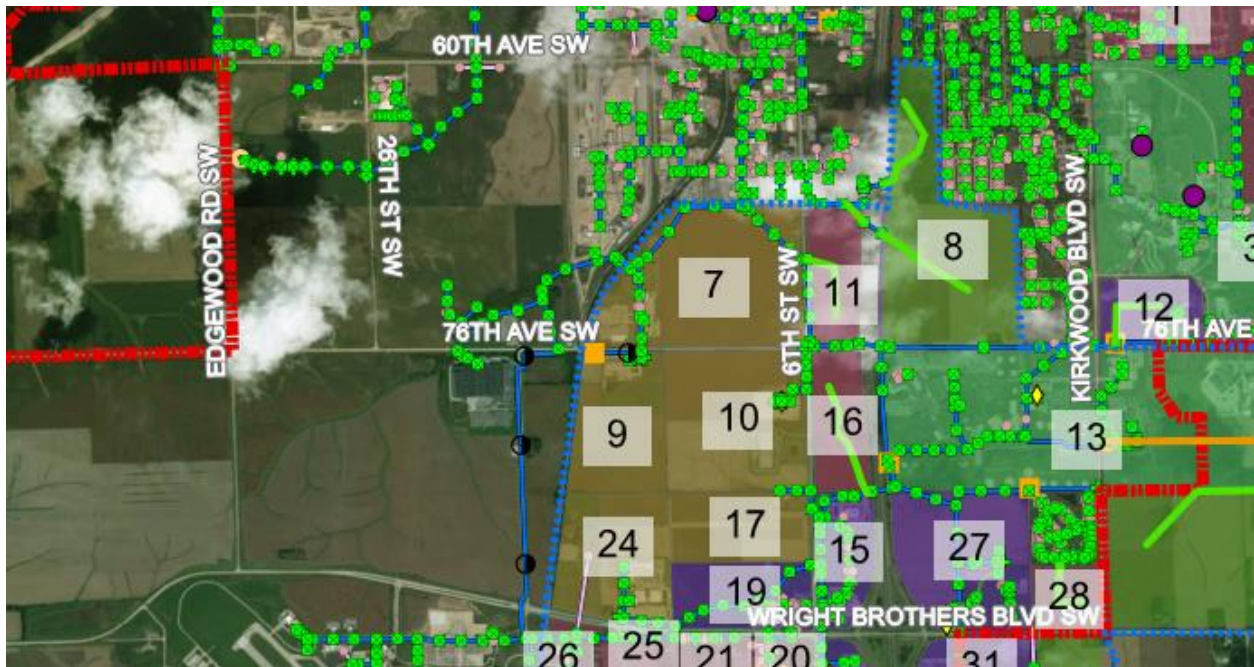 1
60TH AVE SW
EDGEWOOD RD SW
26TH ST SW
KIRKWOOD BLVD SW
8
3
7
6TH ST SW
11
12
76TH AVE SW
76TH AVE
10
16
9
13
17
24
15
27
19
28
WRIGHT BROTHERS BLVD SW
26
25
21
20
31